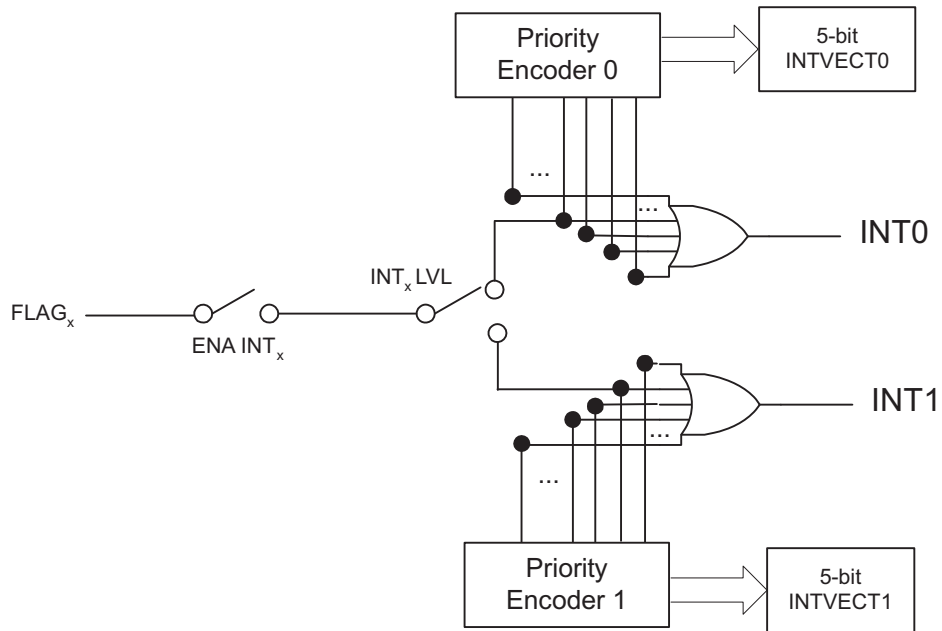 Priority
Encoder 0
5-bit
INTVECT0
...
...
INT0
INTx LVL
FLAGx
ENA INTx
INT1
...
...
Priority
Encoder 1
5-bit
INTVECT1